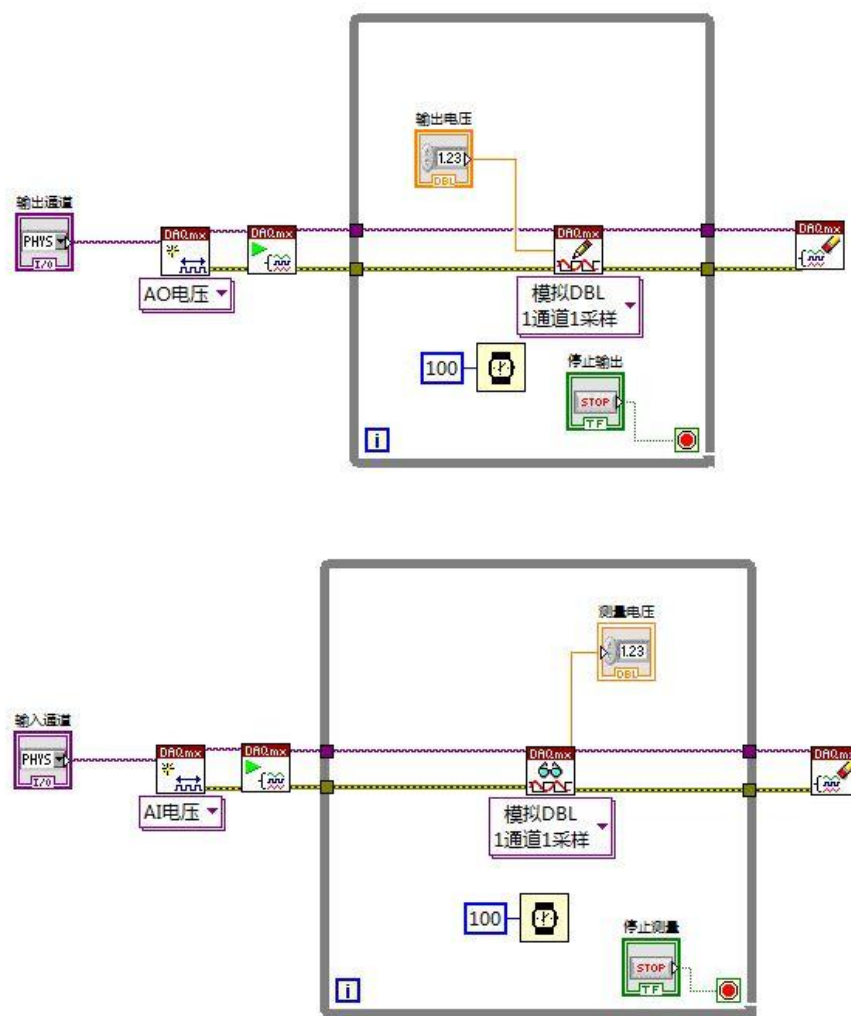 输出电压
1.23
DBL
输出通道
PHYS
I/O
DAQmx
DAQmx
DAQmx
DAQmx
AO电压
模拟DBL
1通道1采样
100
停止输出
STOP
TF
i
测量电压
1.23
DBL
输入通道
PHYS
I/O
DAQmx
DAQmx
DAQmx
DAQmx
AI电压
模拟DBL
1通道1采样
100
停止测量
STOP
TF
i